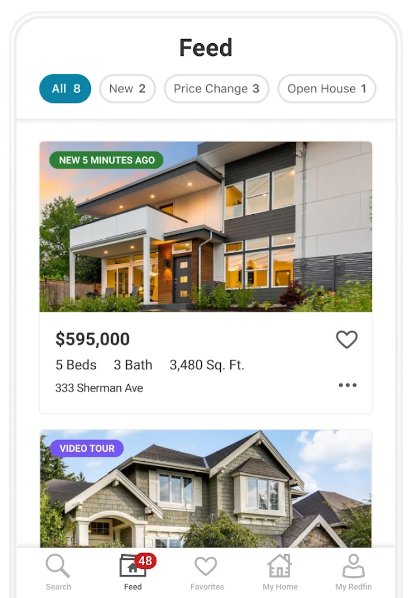 Feed
All 8
New 2
Price Change 3
Open House 1
NEW 5 MINUTES AGO
$595,000
5 Beds 3 Bath 3,480 Sq. Ft.
333 Sherman Ave
VIDEO TOUR
48
Search
Feed
Favorites
My Home
My Redfin